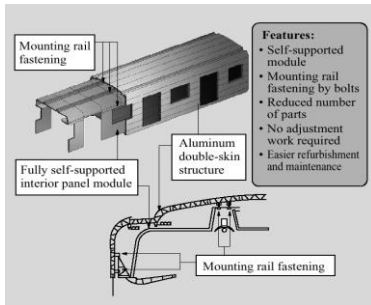 Mounting rail
fastening
Fully self-supported
interior panel module
Aluminum
double-skin
structure
Mounting rail fastening
Features:
• Self-supported
module
• Mounting rail
fastening by bolts
• Reduced number
of parts
• No adjustment
work required
• Easier refurbishment
and maintenance